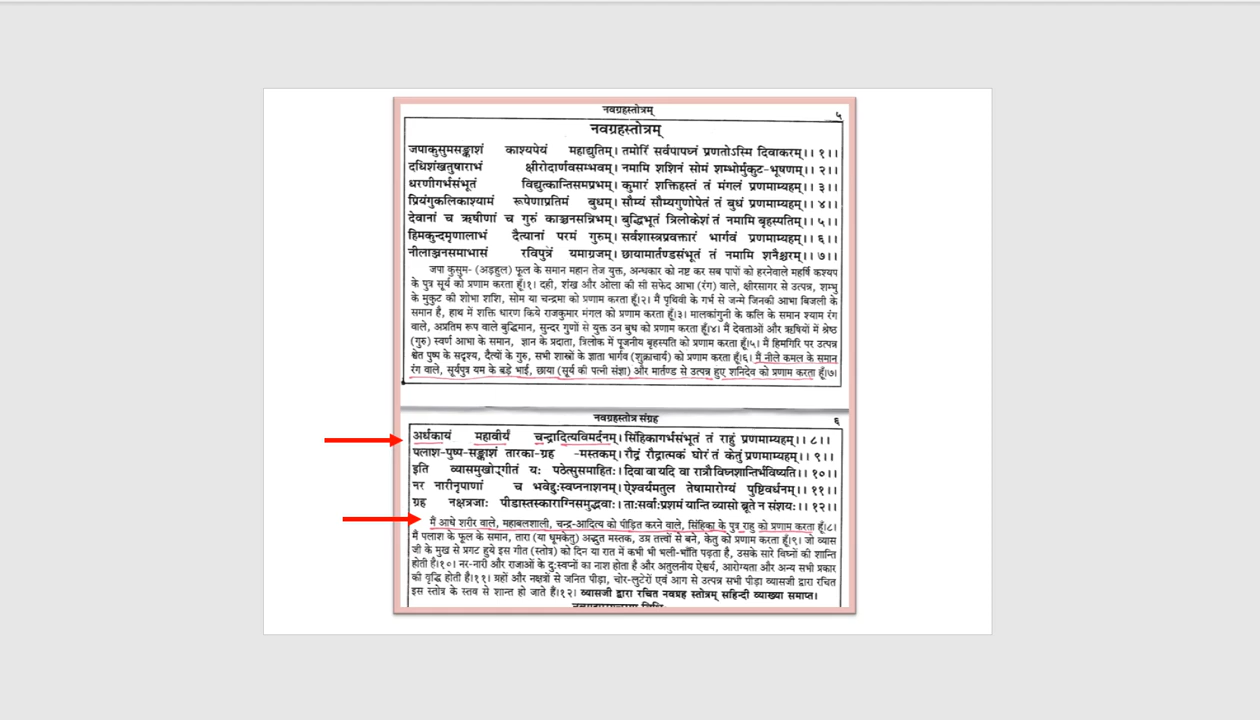 नवग्रहस्तोत्रम्
५
नवग्रहस्तोत्रम्
जपाकुसुमसङ्काशं काश्यपेयं महाद्युतिम्। तमोरिं सर्वपापघ्नं प्रणतोऽस्मि दिवाकरम्।। १।।
दधिशंखतुषाराभं क्षीरोदार्णवसम्भवम्। नमामि शशिनं सोमं शम्भोर्मुकुट-भूषणम्।। २।।
धरणीगर्भसंभूतं विद्युत्कान्तिसमप्रभम्। कुमारं शक्तिहस्तं तं मंगलं प्रणमाम्यहम्।। ३।।
प्रियंगुकलिकाश्यामं रूपेणाप्रतिमं बुधम्। सौम्यं सौम्यगुणोपेतं तं बुधं प्रणमाम्यहम्।। ४।।
देवानां च ऋषीणां च गुरुं काञ्चनसन्निभम्। बुद्धिभूतं त्रिलोकेशं तं नमामि बृहस्पतिम्।। ५।।
हिमकुन्दमृणालाभं दैत्यानां परमं गुरुम्। सर्वशास्त्रप्रवक्तारं भार्गवं प्रणमाम्यहम्।। ६।।
नीलाञ्जनसमाभासं रविपुत्रं यमाग्रजम्। छायामार्तण्डसंभूतं तं नमामि शनैश्चरम्।। ७।।
जपा कुसुम- (अड़हुल) फूल के समान महान तेज युक्त, अन्धकार को नष्ट कर सब पापों को हरनेवाले महर्षि कश्यप
के पुत्र सूर्य को प्रणाम करता हूँ।१। दही, शंख और ओला की सी सफेद आभा (रंग) वाले, क्षीरसागर से उत्पन्न, शम्भु
के मुकुट की शोभा शशि, सोम या चन्द्रमा को प्रणाम करता हूँ।२। मैं पृथिवी के गर्भ से जन्मे जिनकी आभा बिजली के
समान है, हाथ में शक्ति धारण किये राजकुमार मंगल को प्रणाम करता हूँ।३। मालकांगुनी के कलि के समान श्याम रंग
वाले, अप्रतिम रूप वाले बुद्धिमान, सुन्दर गुणों से युक्त उन बुध को प्रणाम करता हूँ।४। मैं देवताओं और ऋषियों में श्रेष्ठ
(गुरु) स्वर्ण आभा के समान, ज्ञान के प्रदाता, त्रिलोक में पूजनीय बृहस्पति को प्रणाम करता हूँ।५। मैं हिमगिरि पर उत्पन्न
श्वेत पुष्प के सदृश्य, दैत्यों के गुरु, सभी शास्त्रों के ज्ञाता भार्गव (शुक्राचार्य) को प्रणाम करता हूँ।६। मैं नीले कमल के समान
रंग वाले, सूर्यपुत्र यम के बड़े भाई, छाया (सूर्य की पत्नी संज्ञा) और मार्तण्ड से उत्पन्न हुए शनिदेव को प्रणाम करता हूँ।७।
नवग्रहस्तोत्र संग्रह
६
अर्धकायं महावीर्यं चन्द्रादित्यविमर्दनम्। सिंहिकागर्भसंभूतं तं राहुं प्रणमाम्यहम्।। ८।।
पलाश-पुष्प-सङ्काशं तारका-ग्रह -मस्तकम्। रौद्रं रौद्रात्मकं घोरं तं केतुं प्रणमाम्यहम्।। ९।।
इति व्यासमुखोद्गीतं यः पठेत्सुसमाहितः। दिवा वा यदि वा रात्रौ विघ्नशान्तिर्भविष्यति।। १०।।
नर नारीनृपाणां च भवेद्दुःस्वप्ननाशनम्। ऐश्वर्यमतुल तेषामारोग्यं पुष्टिवर्धनम्।। ११।।
ग्रह नक्षत्रजाः पीडास्तस्काराग्निसमुद्भवाः। ताःसर्वाःप्रशमं यान्ति व्यासो ब्रूते न संशयः।। १२।।
मैं आधे शरीर वाले, महाबलशाली, चन्द्र-आदित्य को पीड़ित करने वाले, सिंहिका के पुत्र राहु को प्रणाम करता हूँ।८।
मैं पलाश के फूल के समान, तारा (या धूमकेतु) अद्भुत मस्तक, उग्र तत्त्वों से बने, केतु को प्रणाम करता हूँ।९। जो व्यास
जी के मुख से प्रगट हुये इस गीत (स्तोत्र) को दिन या रात में कभी भी भली-भाँति पढ़ता है, उसके सारे विघ्नों की शान्ति
होती है।१०। नर-नारी और राजाओं के दुःस्वप्नों का नाश होता है और अतुलनीय ऐश्वर्य, आरोग्यता और अन्य सभी प्रकार
की वृद्धि होती है।११। ग्रहों और नक्षत्रों से जनित पीड़ा, चोर-लुटेरों एवं आग से उत्पन्न सभी पीड़ा व्यासजी द्वारा रचित
इस स्तोत्र के स्तव से शान्त हो जाते हैं।१२। व्यासजी द्वारा रचित नवग्रह स्तोत्रम् सहिन्दी व्याख्या समाप्त।